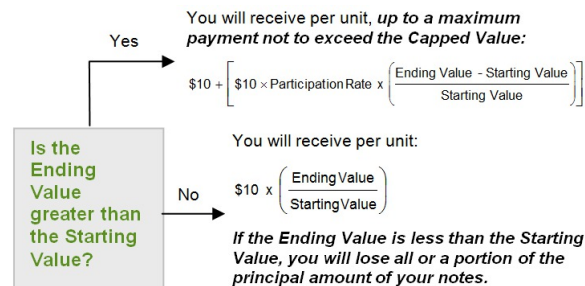 You will receive per unit, up to a maximum
payment not to exceed the Capped Value:
Yes
$10 + [$10 × Participation Rate x (Ending Value - Starting Value / Starting Value)]
Is the
Ending
Value
greater than
the Starting
Value?
No
You will receive per unit:
$10 x (Ending Value / Starting Value)
If the Ending Value is less than the Starting
Value, you will lose all or a portion of the
principal amount of your notes.